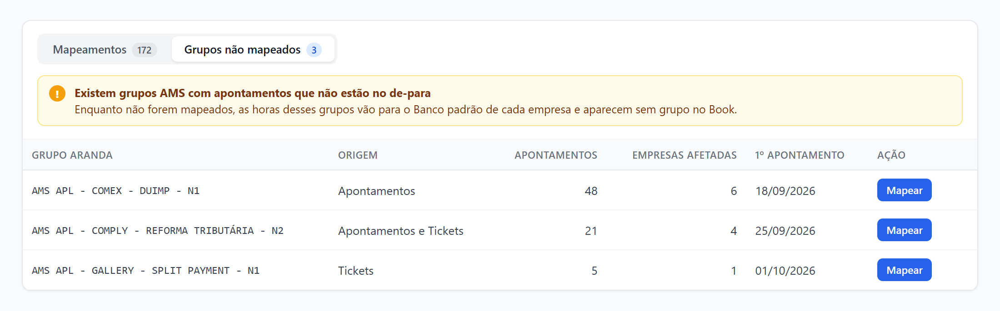 Mapeamentos 172 Grupos não mapeados 3
! Existem grupos AMS com apontamentos que não estão no de-para
Enquanto não forem mapeados, as horas desses grupos vão para o Banco padrão de cada empresa e aparecem sem grupo no Book.
GRUPO ARANDA ORIGEM APONTAMENTOS EMPRESAS AFETADAS 1º APONTAMENTO AÇÃO
AMS APL - COMEX - DUIMP - N1 Apontamentos 48 6 18/09/2026 Mapear
AMS APL - COMPLY - REFORMA TRIBUTÁRIA - N2 Apontamentos e Tickets 21 4 25/09/2026 Mapear
AMS APL - GALLERY - SPLIT PAYMENT - N1 Tickets 5 1 01/10/2026 Mapear